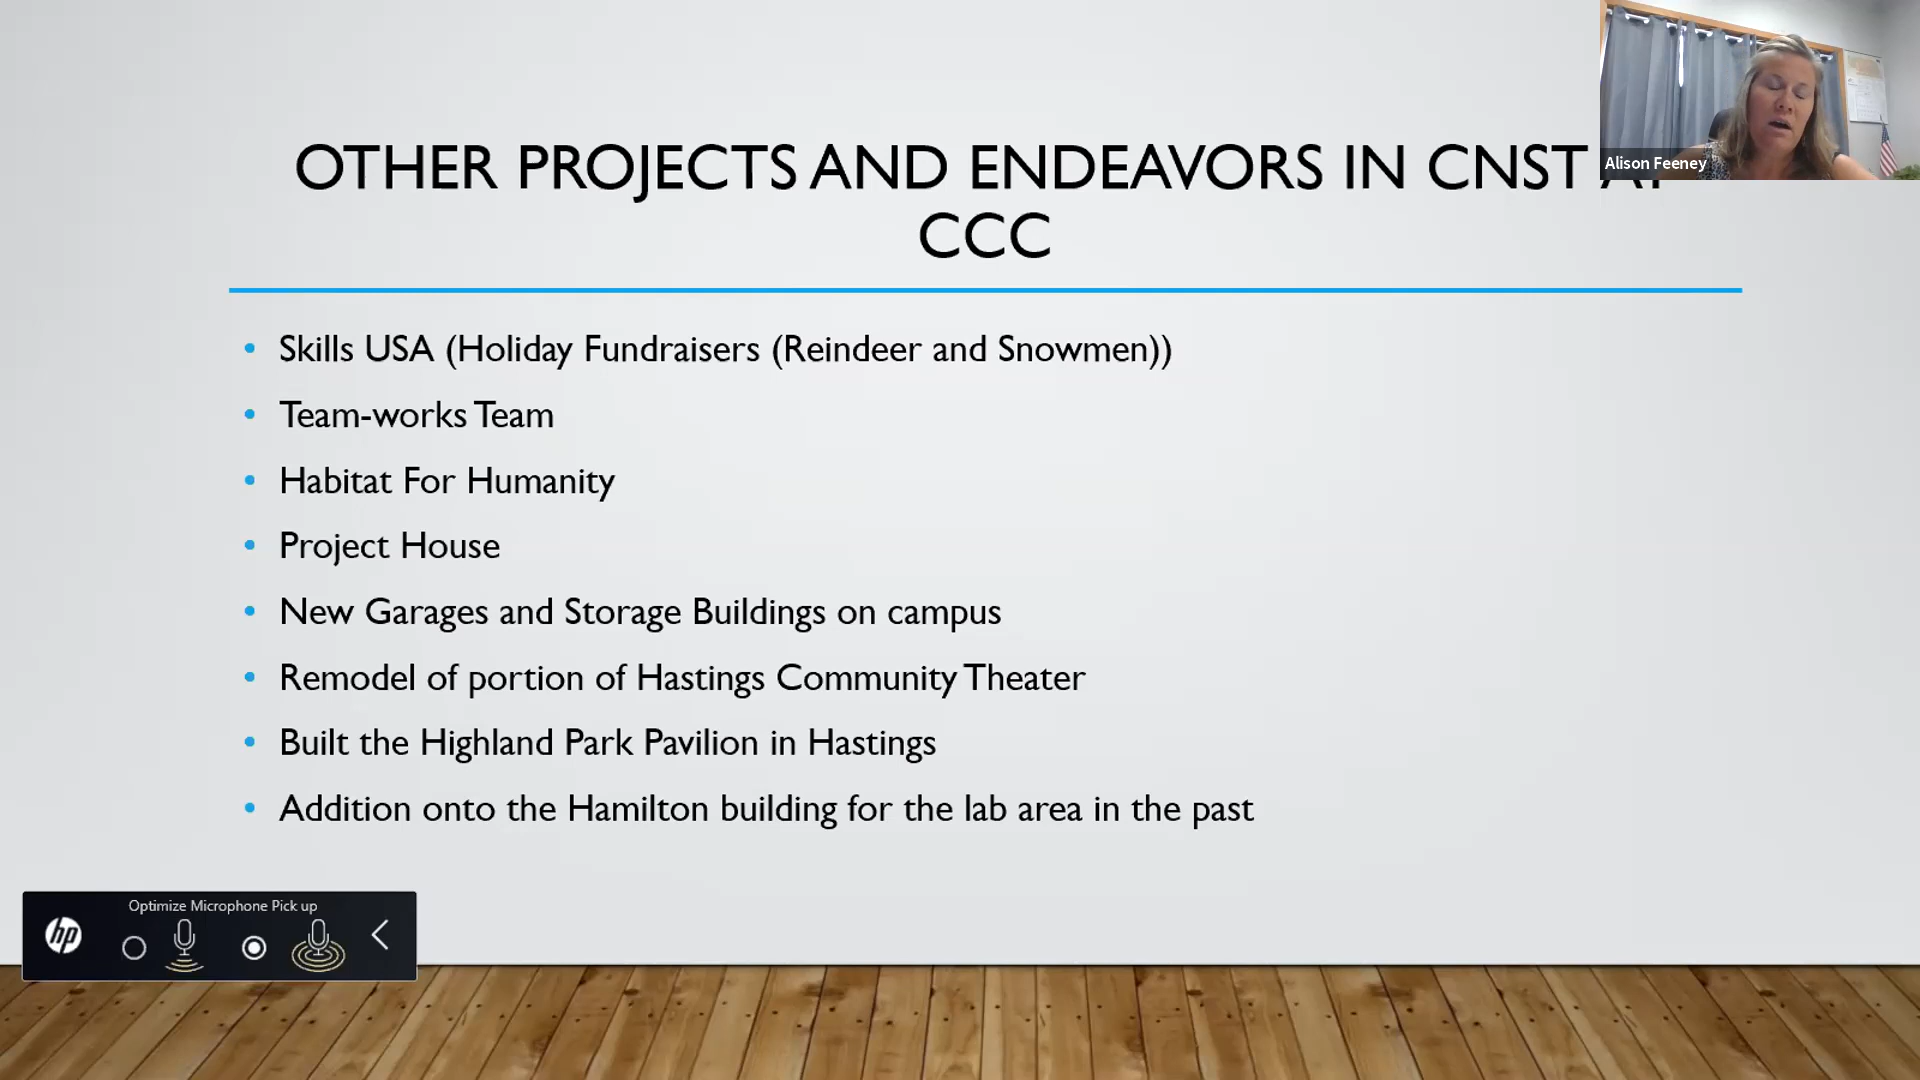 OTHER PROJECTS AND ENDEAVORS IN CNST
CCC
Alison Feeney
• Skills USA (Holiday Fundraisers (Reindeer and Snowmen))
• Team-works Team
• Habitat For Humanity
• Project House
• New Garages and Storage Buildings on campus
• Remodel of portion of Hastings Community Theater
• Built the Highland Park Pavilion in Hastings
• Addition onto the Hamilton building for the lab area in the past
Optimize Microphone Pick up
hp